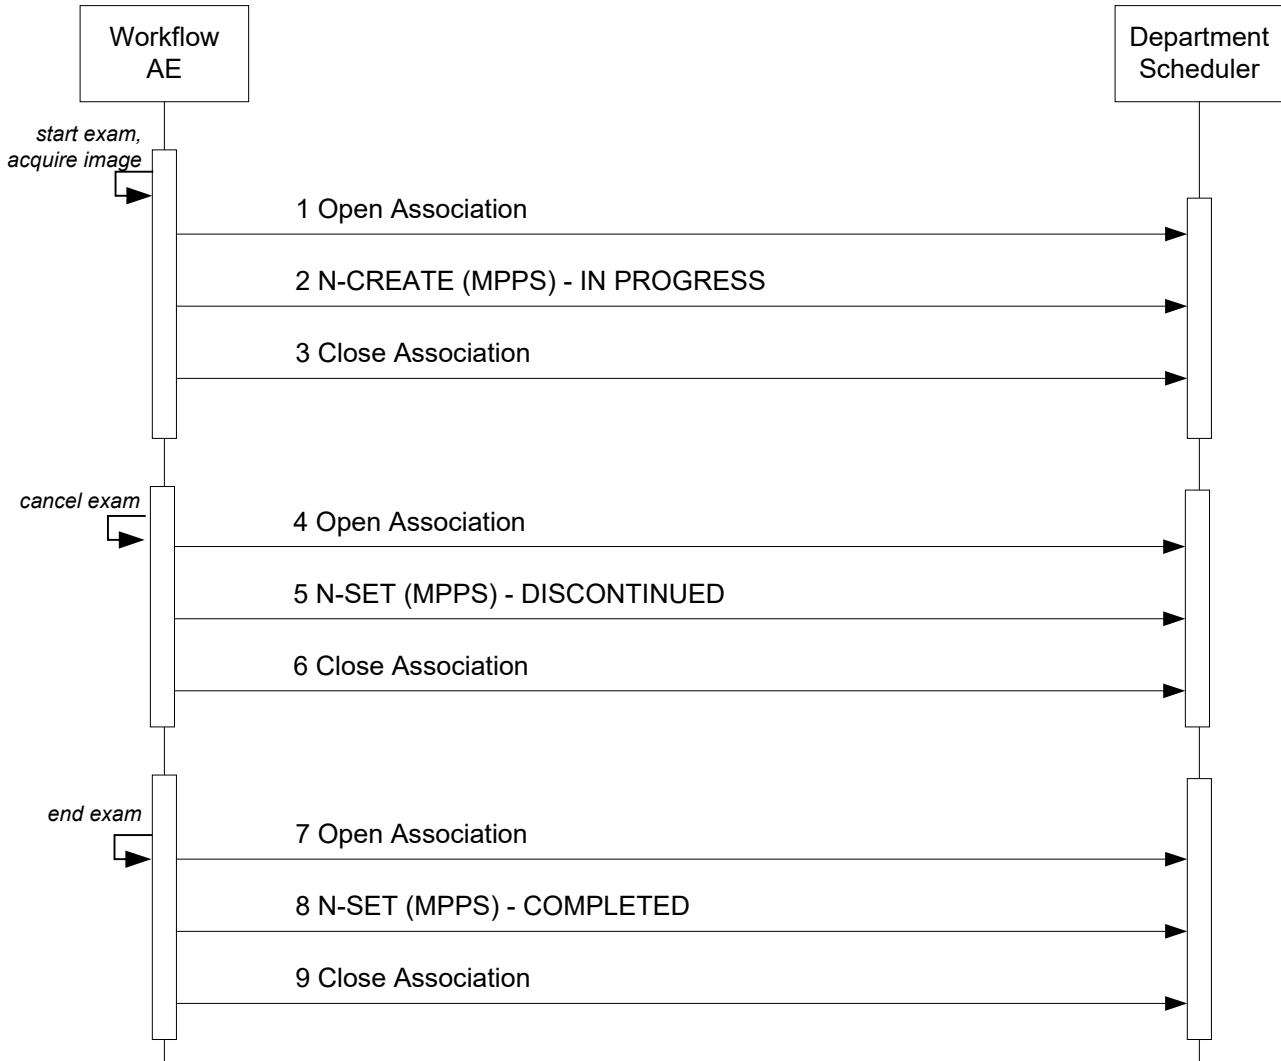 Workflow
AE
Department
Scheduler
start exam,
acquire image
1 Open Association
2 N-CREATE (MPPS) - IN PROGRESS
3 Close Association
cancel exam
4 Open Association
5 N-SET (MPPS) - DISCONTINUED
6 Close Association
end exam
7 Open Association
8 N-SET (MPPS) - COMPLETED
9 Close Association